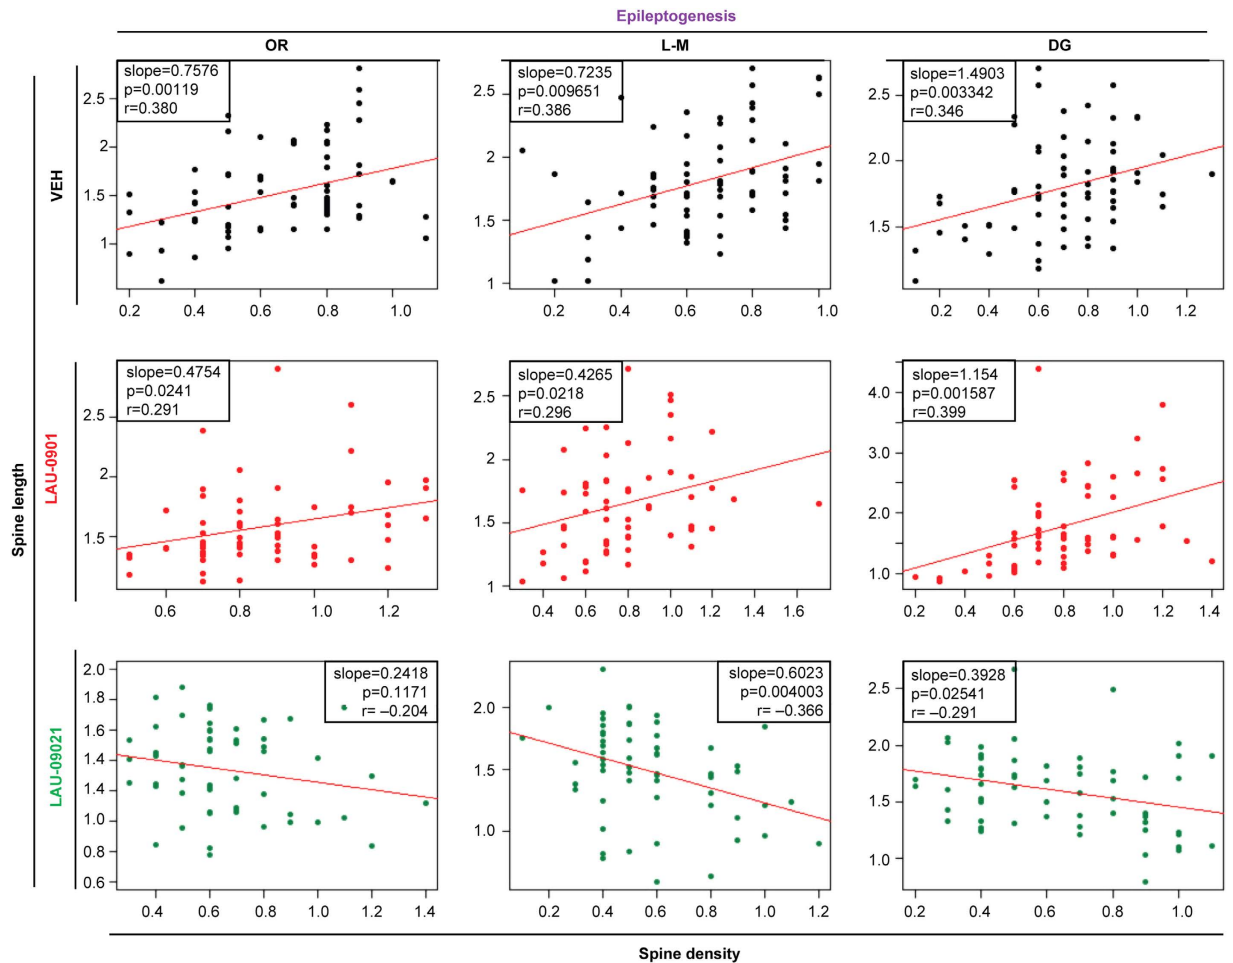 Epileptogenesis
OR L-M DG
VEH
slope=0.7576
p=0.00119
r=0.380
2.5
2
1.5
1
0.2 0.4 0.6 0.8 1.0
slope=0.7235
p=0.009651
r=0.386
2.5
2
1.5
1
0.2 0.4 0.6 0.8 1.0
slope=1.4903
p=0.003342
r=0.346
2.5
2.0
1.5
0.2 0.4 0.6 0.8 1.0 1.2
Spine length
LAU-0901
slope=0.4754
p=0.0241
r=0.291
2.5
2
1.5
0.6 0.8 1.0 1.2
slope=0.4265
p=0.0218
r=0.296
2.5
2
1.5
1
0.4 0.6 0.8 1.0 1.2 1.4 1.6
slope=1.154
p=0.001587
r=0.399
4.0
3.0
2.0
1.0
0.2 0.4 0.6 0.8 1.0 1.2 1.4
LAU-09021
slope=0.2418
p=0.1171
r= –0.204
2.0
1.8
1.6
1.4
1.4
1.0
0.8
0.6
0.4 0.6 0.8 1.0 1.2 1.4
slope=0.6023
p=0.004003
r= –0.366
2.0
1.5
1.0
0.2 0.4 0.6 0.8 1.0 1.2
slope=0.3928
p=0.02541
r= –0.291
2.5
2.0
1.5
1.0
0.2 0.4 0.6 0.8 1.0
Spine density